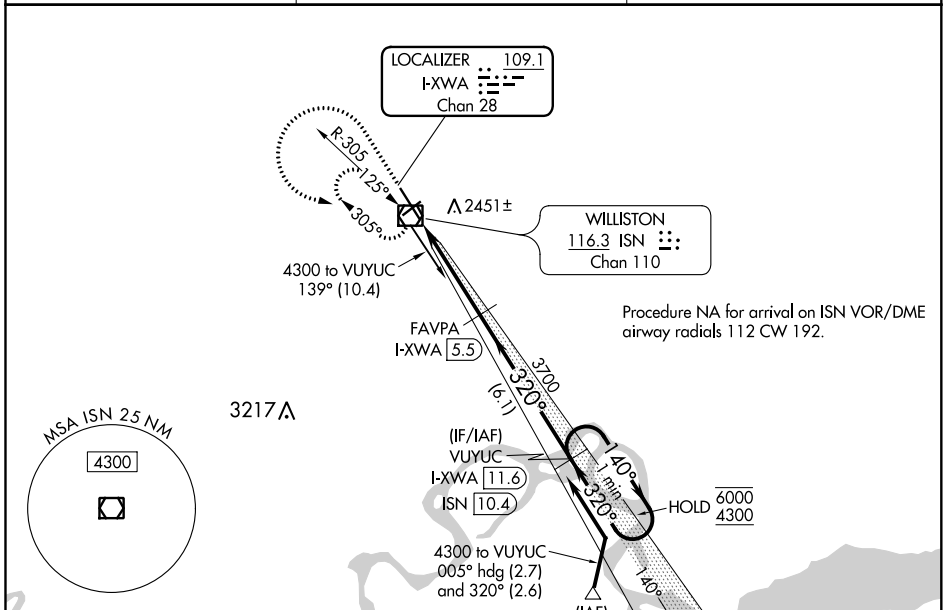 LOCALIZER 109.1
I-XWA
Chan 28
R-305
125°
305°
2451±
WILLISTON
116.3 ISN
Chan 110
4300 to VUYUC
139° (10.4)
Procedure NA for arrival on ISN VOR/DME
airway radials 112 CW 192.
FAVPA
I-XWA 5.5
3700
320°
(6.1)
3217
MSA ISN 25 NM
4300
(IF/IAF)
VUYUC
I-XWA 11.6
ISN 10.4
140°
1 min
320°
HOLD 6000
4300
4300 to VUYUC
005° hdg (2.7)
and 320° (2.6)
140°
(IAF)